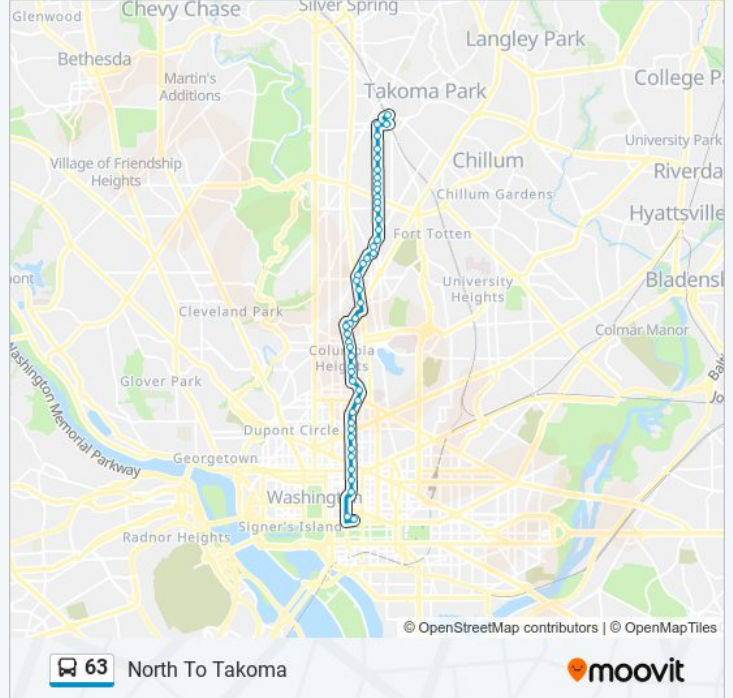 Glenwood
Chevy Chase
Silver Spring
Langley Park
Bethesda
Martin's
Additions
College P
Takoma Park
University Park
Village of Friendship
Heights
Chillum
Riverda
Chillum Gardens
Hyattsville
Fort Totten
mont
University
Heights
Bladensl
Cleveland Park
Colmar Manor
Columbia
Heights
Glover Park
Washington Memorial Parkway
Dupont Circle
Georgetown
Washington
Signer's Island
Radnor Heights
© OpenStreetMap contributors | © OpenMapTiles
63 North To Takoma
moovit